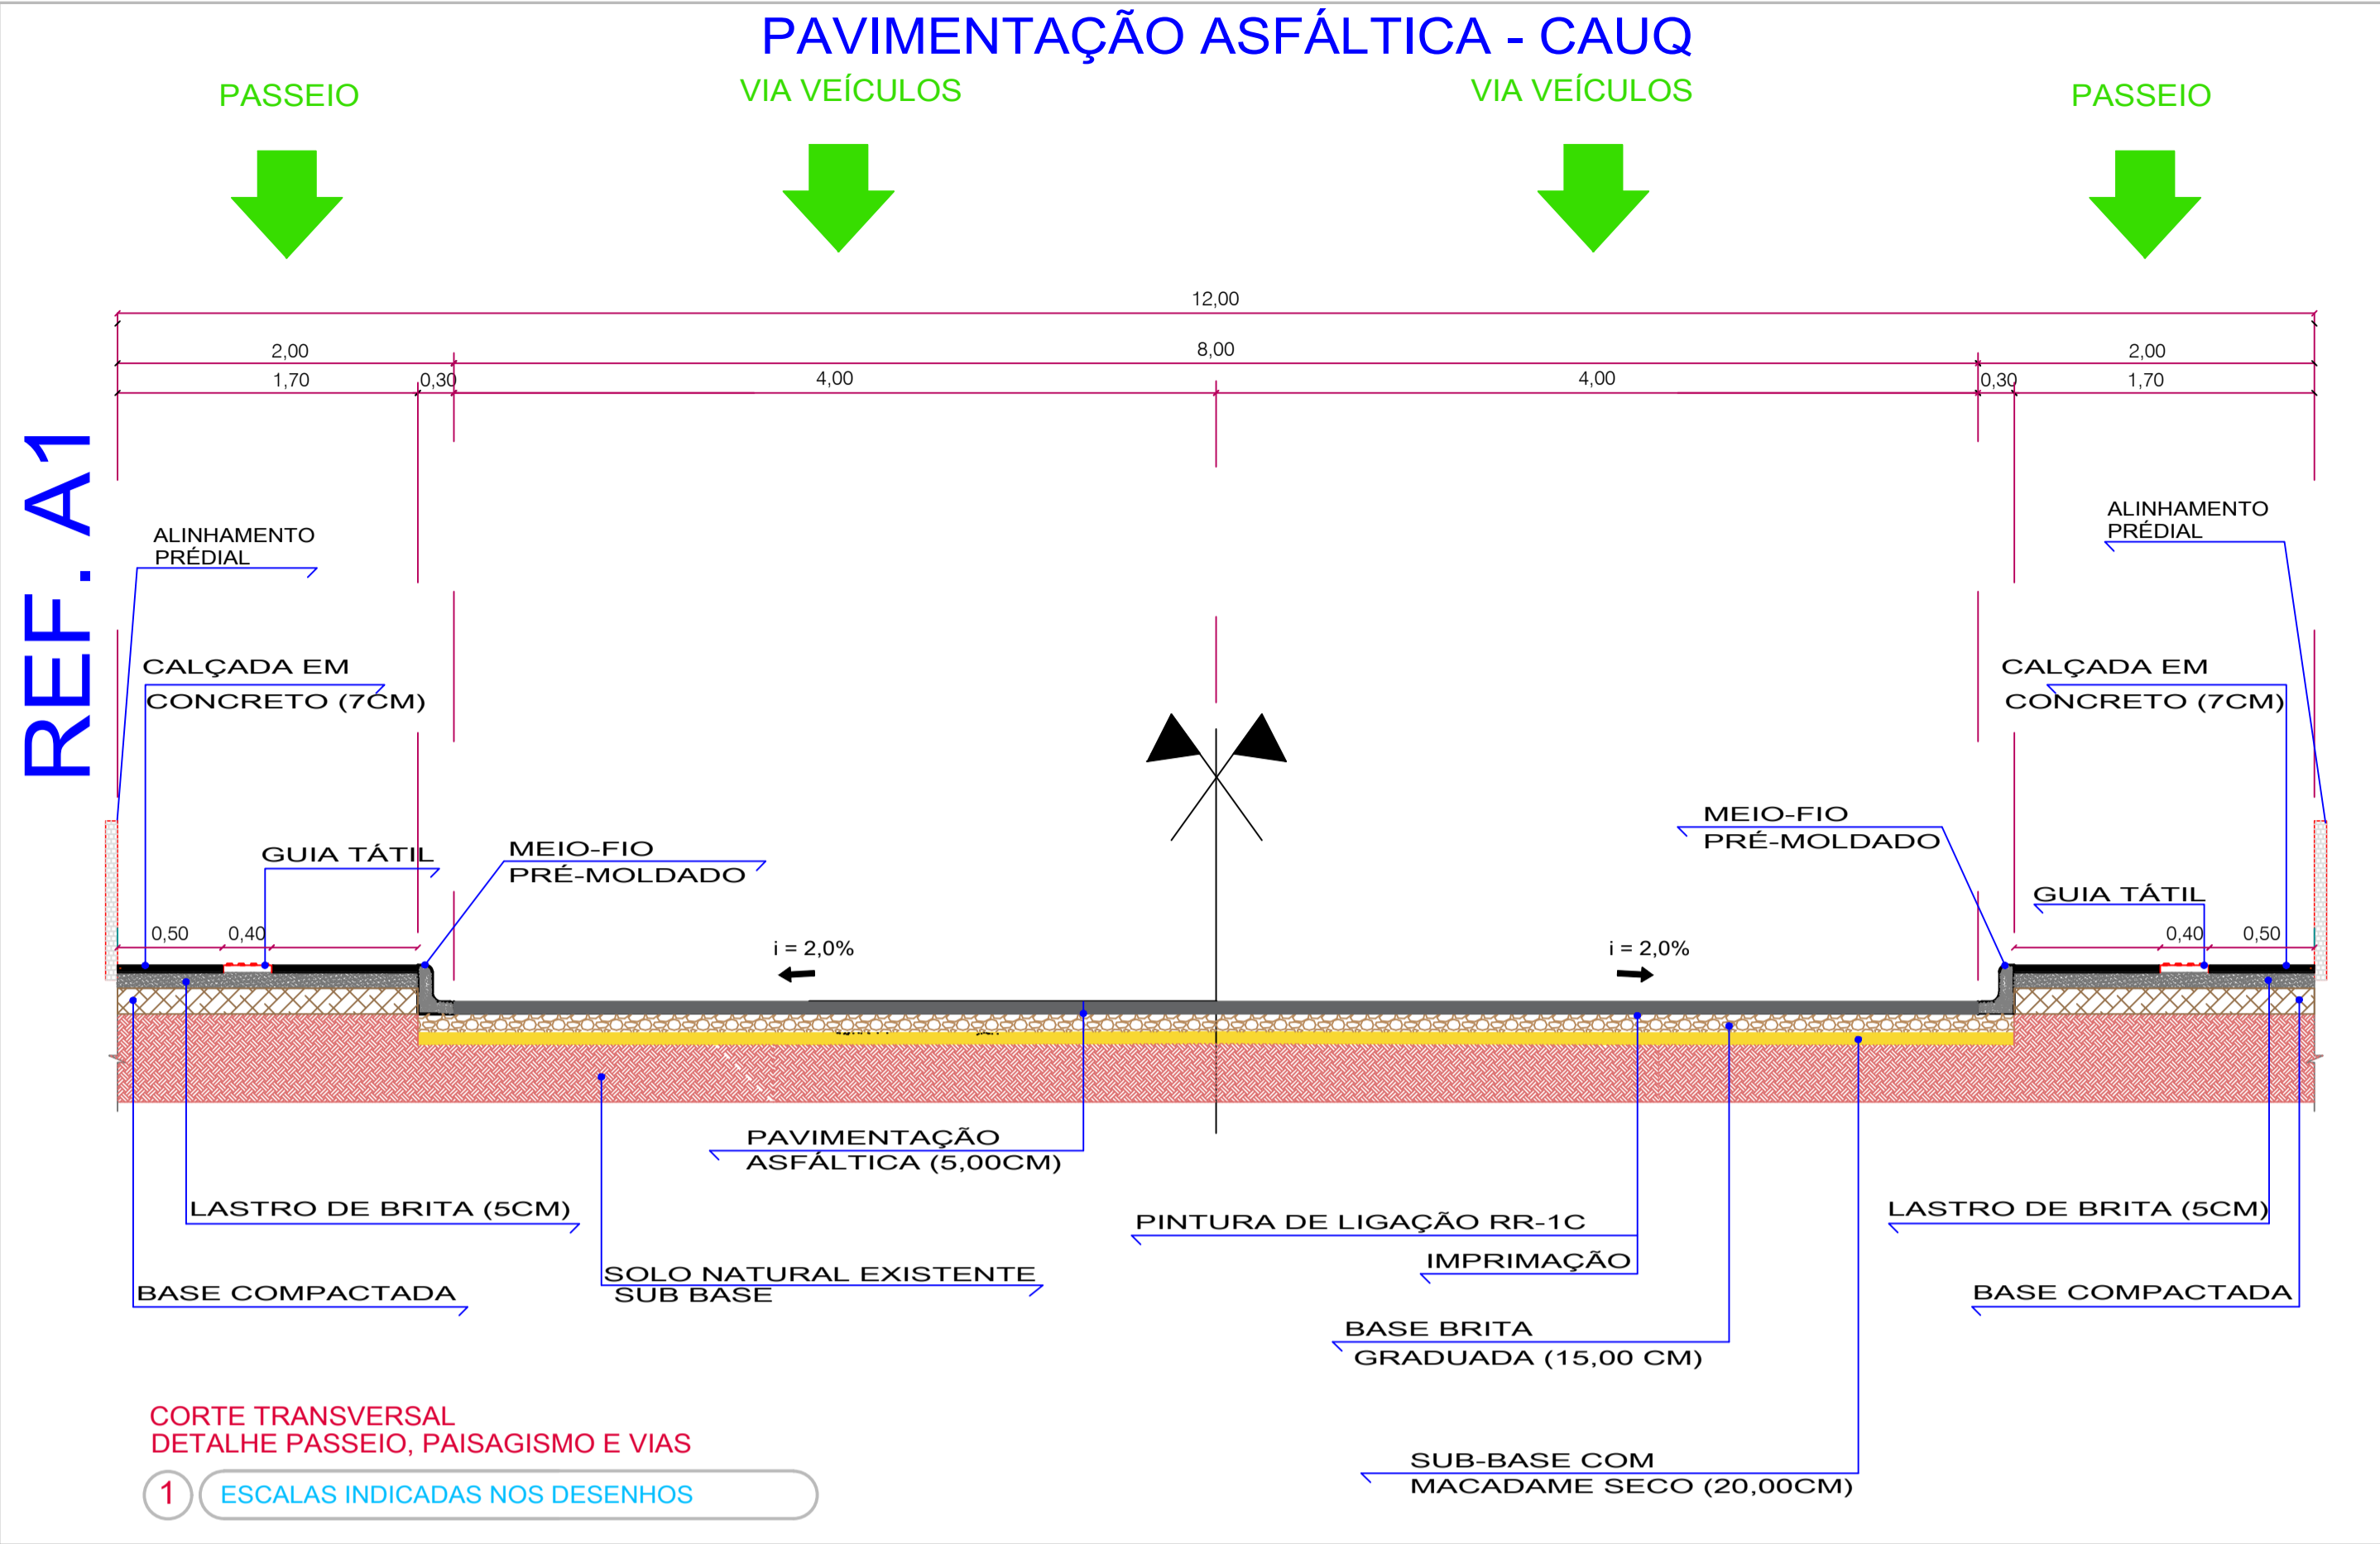 PAVIMENTAÇÃO ASFÁLTICA - CAUQ
PASSEIO
VIA VEÍCULOS
VIA VEÍCULOS
PASSEIO
12,00
2,00
8,00
2,00
1,70
0,30
4,00
4,00
0,30
1,70
REF. A1
ALINHAMENTO
PRÉDIAL
ALINHAMENTO
PRÉDIAL
CALÇADA EM
CONCRETO (7CM)
CALÇADA EM
CONCRETO (7CM)
GUIA TÁTIL
MEIO-FIO
PRÉ-MOLDADO
MEIO-FIO
PRÉ-MOLDADO
GUIA TÁTIL
0,50
0,40
i = 2,0%
i = 2,0%
0,40
0,50
PAVIMENTAÇÃO
ASFÁLTICA (5,00CM)
LASTRO DE BRITA (5CM)
PINTURA DE LIGAÇÃO RR-1C
LASTRO DE BRITA (5CM)
IMPRIMAÇÃO
SOLO NATURAL EXISTENTE
SUB BASE
BASE COMPACTADA
BASE COMPACTADA
BASE BRITA
GRADUADA (15,00 CM)
SUB-BASE COM
MACADAME SECO (20,00CM)
CORTE TRANSVERSAL
DETALHE PASSEIO, PAISAGISMO E VIAS
1
ESCALAS INDICADAS NOS DESENHOS